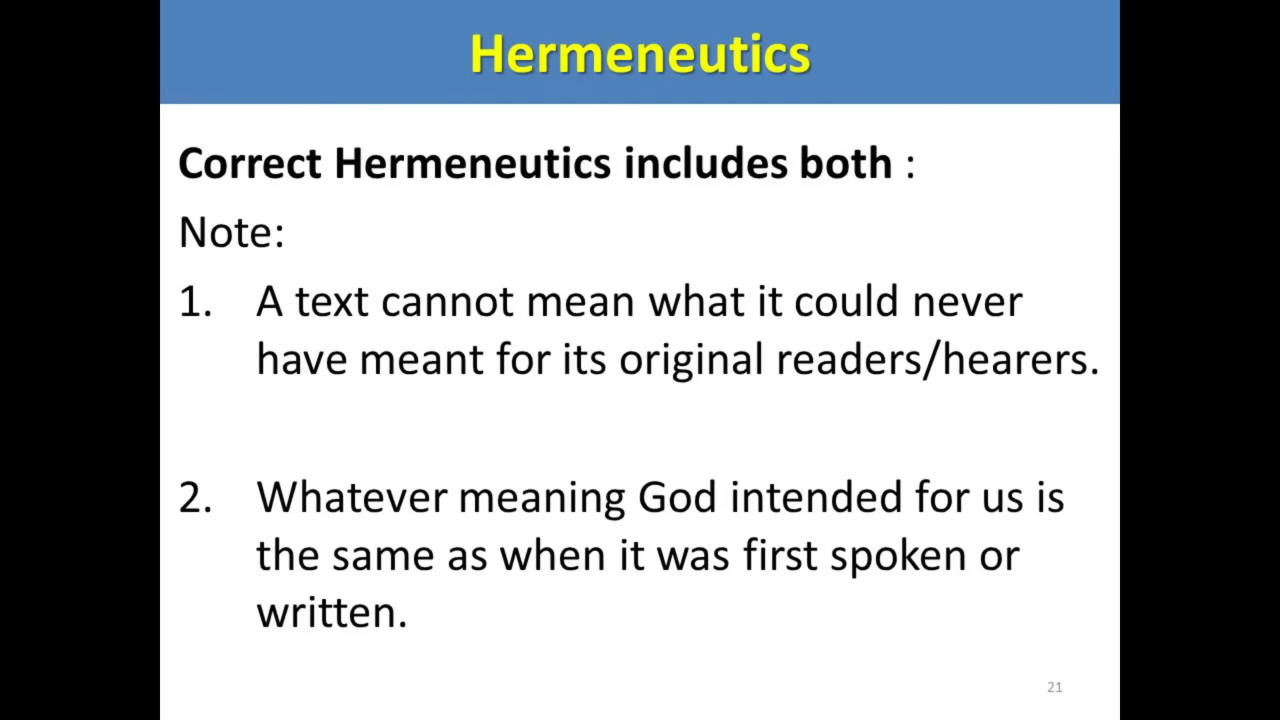 Hermeneutics
Correct Hermeneutics includes both :
Note:
1. A text cannot mean what it could never
have meant for its original readers/hearers.
2. Whatever meaning God intended for us is
the same as when it was first spoken or
written.
21